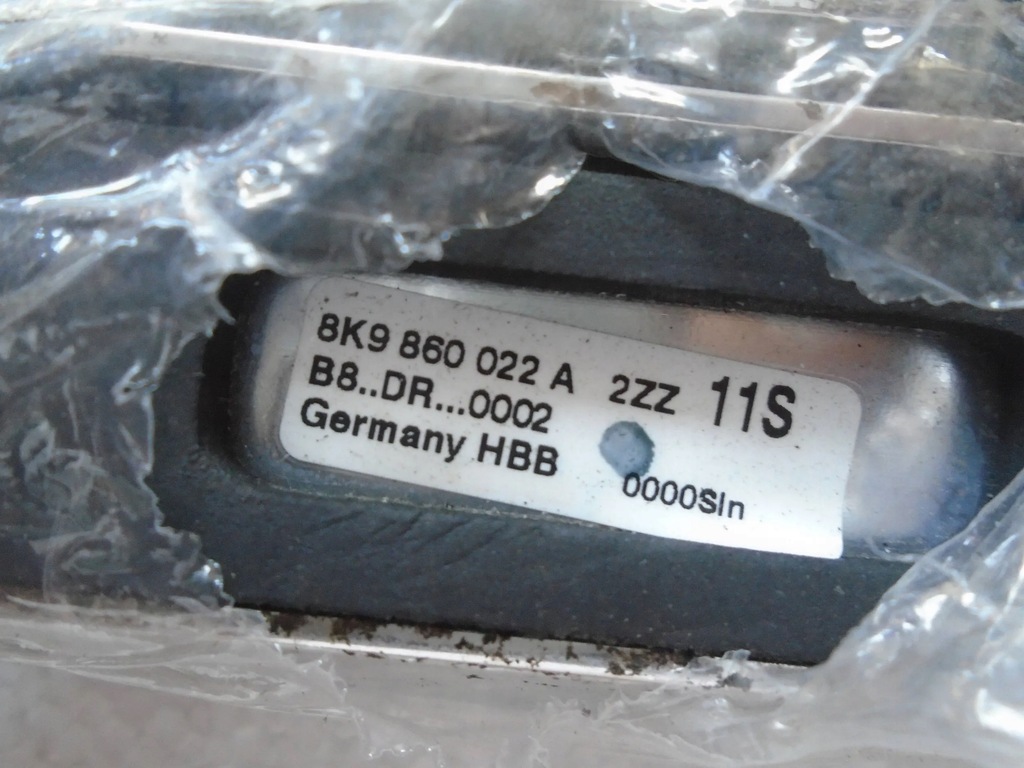 8K9 860 022 A 2ZZ 11S
B8..DR...0002
Germany HBB
0000Sln